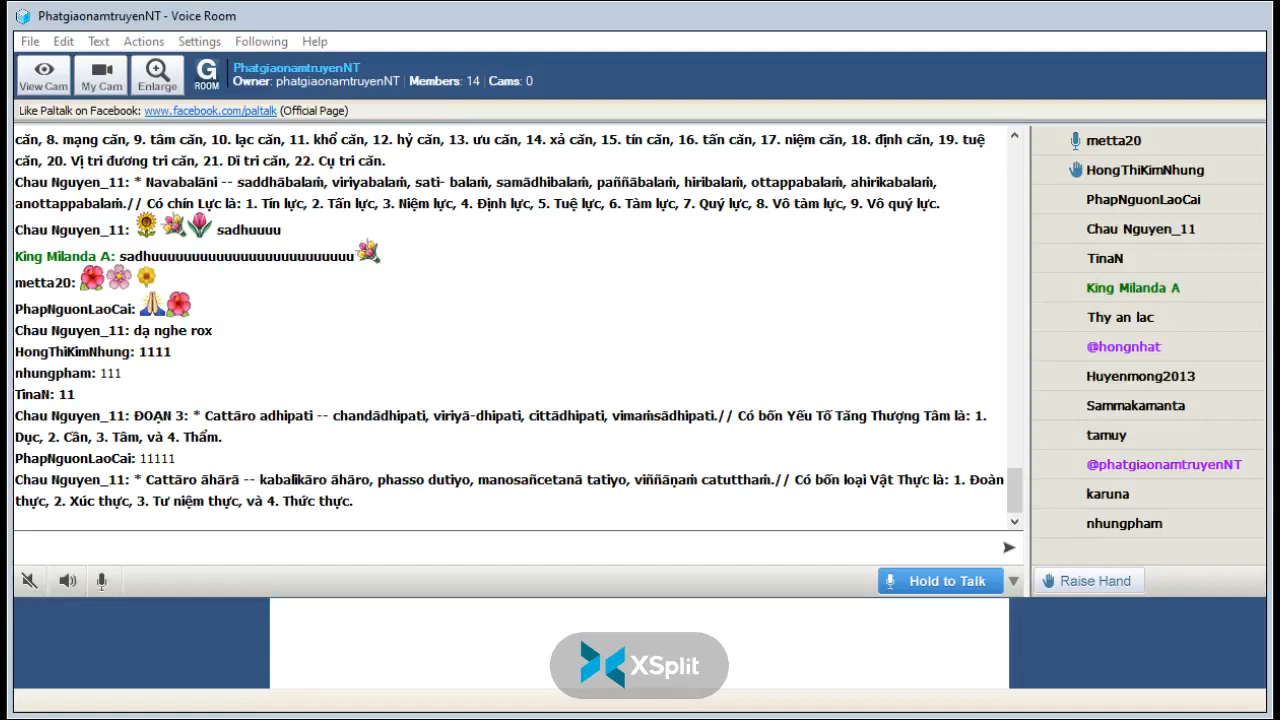 PhatgiaonamtruyenNT - Voice Room
File Edit Text Actions Settings Following Help
View Cam My Cam Enlarge G ROOM
PhatgiaonamtruyenNT
Owner: phatgiaonamtruyenNT Members: 14 Cams: 0
Like Paltalk on Facebook: www.facebook.com/paltalk (Official Page)
căn, 8. mạng căn, 9. tâm căn, 10. lạc căn, 11. khổ căn, 12. hỷ căn, 13. ưu căn, 14. xả căn, 15. tín căn, 16. tấn căn, 17. niệm căn, 18. định căn, 19. tuệ
căn, 20. Vị tri đương tri căn, 21. Dĩ tri căn, 22. Cụ tri căn.
Chau Nguyen_11: * Navabalāni -- saddhābalaṁ, viriyabalaṁ, sati- balaṁ, samādhibalaṁ, paññābalaṁ, hiribalaṁ, ottappabalaṁ, ahirikabalaṁ,
anottappabalaṁ.// Có chín Lực là: 1. Tín lực, 2. Tấn lực, 3. Niệm lực, 4. Định lực, 5. Tuệ lực, 6. Tàm lực, 7. Quý lực, 8. Vô tàm lực, 9. Vô quý lực.
Chau Nguyen_11: sadhuuuu
King Milanda A: sadhuuuuuuuuuuuuuuuuuuuuuuuuu
metta20:
PhapNguonLaoCai:
Chau Nguyen_11: dạ nghe rox
HongThiKimNhung: 1111
nhungpham: 111
TinaN: 11
Chau Nguyen_11: ĐOẠN 3: * Cattāro adhipati -- chandādhipati, viriyā-dhipati, cittādhipati, vimaṁsādhipati.// Có bốn Yếu Tố Tăng Thượng Tâm là: 1.
Dục, 2. Cần, 3. Tâm, và 4. Thẩm.
PhapNguonLaoCai: 11111
Chau Nguyen_11: * Cattāro āhārā -- kabalikāro āhāro, phasso dutiyo, manosañcetanā tatiyo, viññāṇaṁ catutthaṁ.// Có bốn loại Vật Thực là: 1. Đoàn
thực, 2. Xúc thực, 3. Tư niệm thực, và 4. Thức thực.
Hold to Talk
metta20
HongThiKimNhung
PhapNguonLaoCai
Chau Nguyen_11
TinaN
King Milanda A
Thy an lac
@hongnhat
Huyenmong2013
Sammakamanta
tamuy
@phatgiaonamtruyenNT
karuna
nhungpham
Raise Hand
XSplit